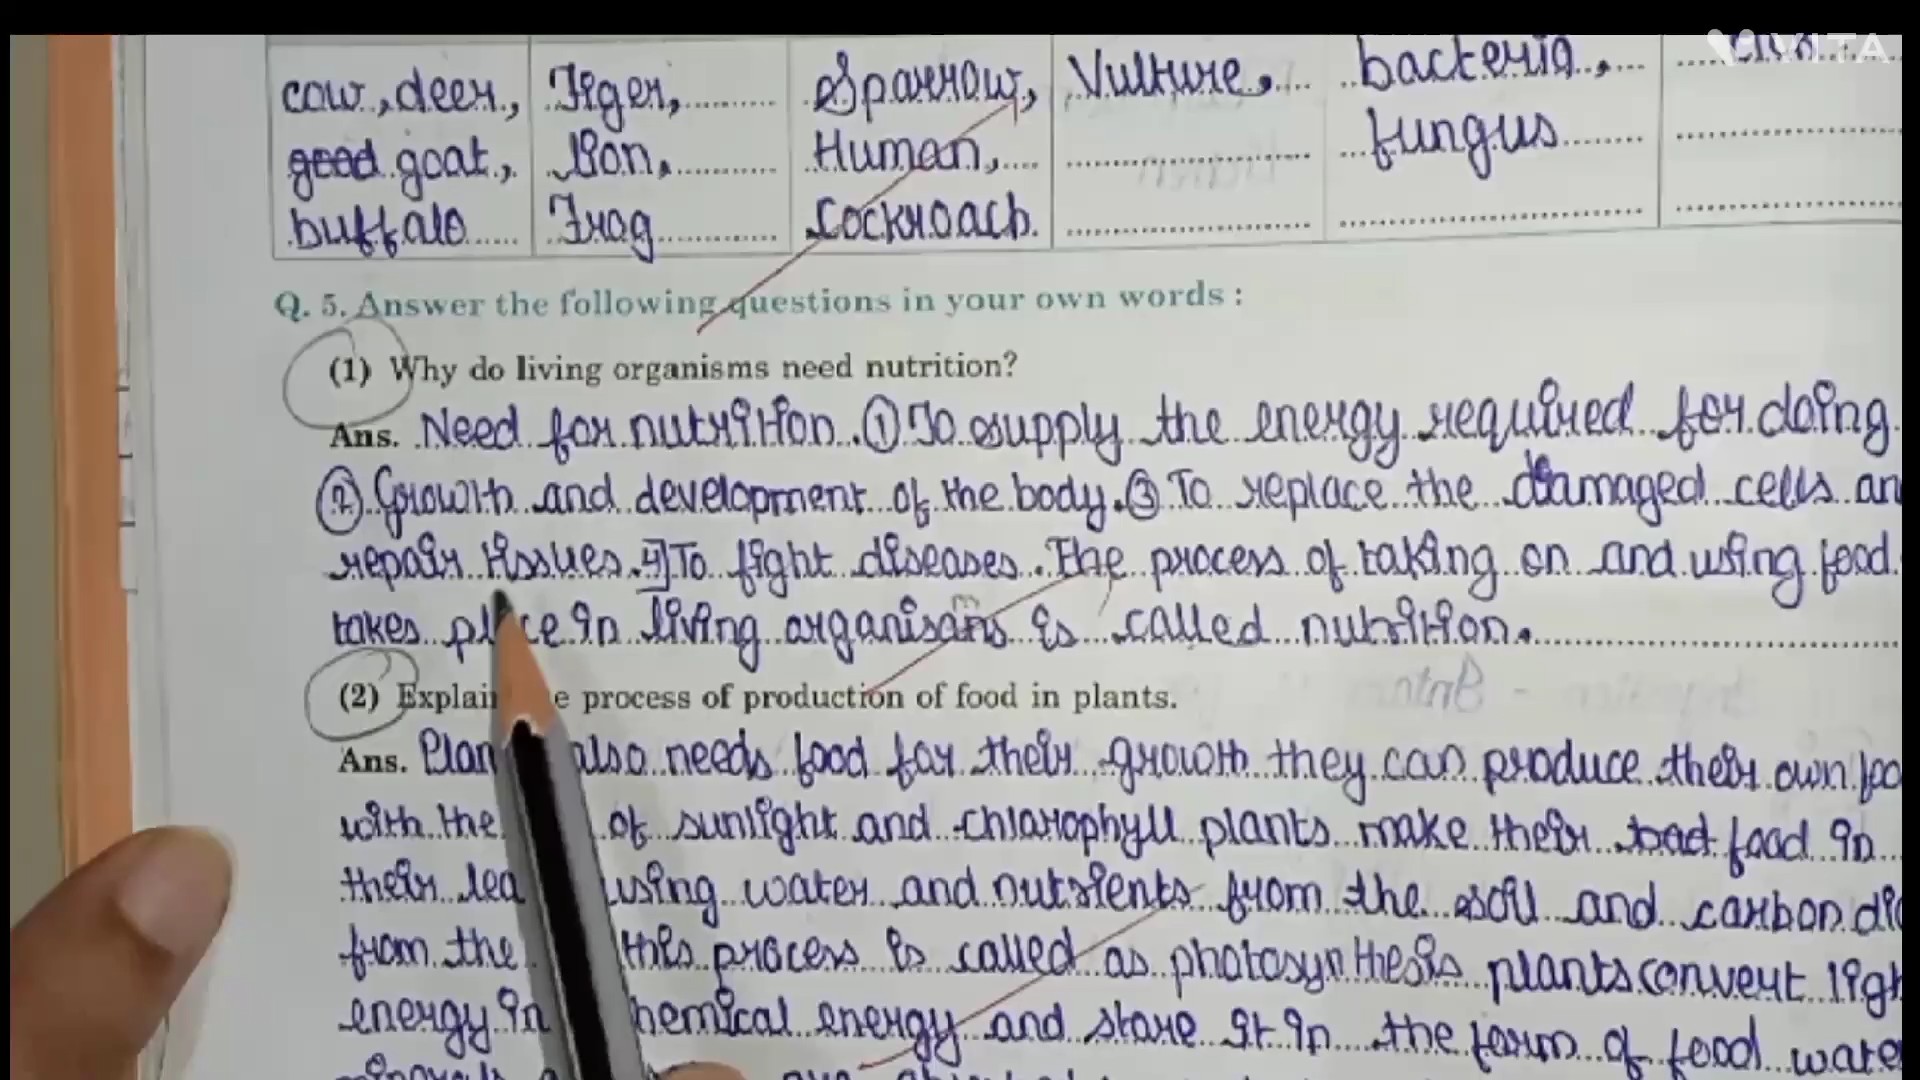 VITA
cow, deer, Tiger, Sparrow, Vulture, bacteria,
good goat, lion, Human, fungus
buffalo Frog Cockroach.
Q. 5. Answer the following questions in your own words :
(1) Why do living organisms need nutrition?
Ans. Need for nutrition. ① To supply the energy required for doing
② Growth and development of the body. ③ To replace the damaged cells an
repair tissues. 4] To fight diseases. The process of taking on and using food
takes place in living organisms is called nutrition.
(2) Explain e process of production of food in plants.
Ans. Plan also needs food for their growth they can produce their own foo
with the of sunlight and chlorophyll plants make their food in
their lea using water and nutrients from the soil and carbon dio
from the this process is called as photosynthesis plants convert ligh
energy in hemical energy and store it in the form of food wate
minerals